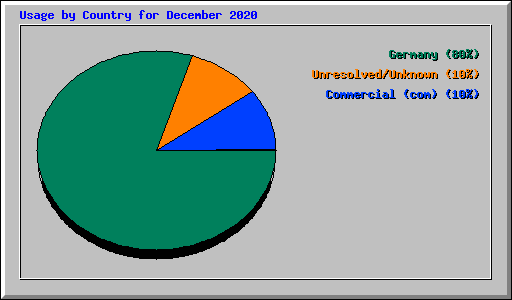 Usage by Country for December 2020
Germany (80%)
Unresolved/Unknown (10%)
Commercial (com) (10%)